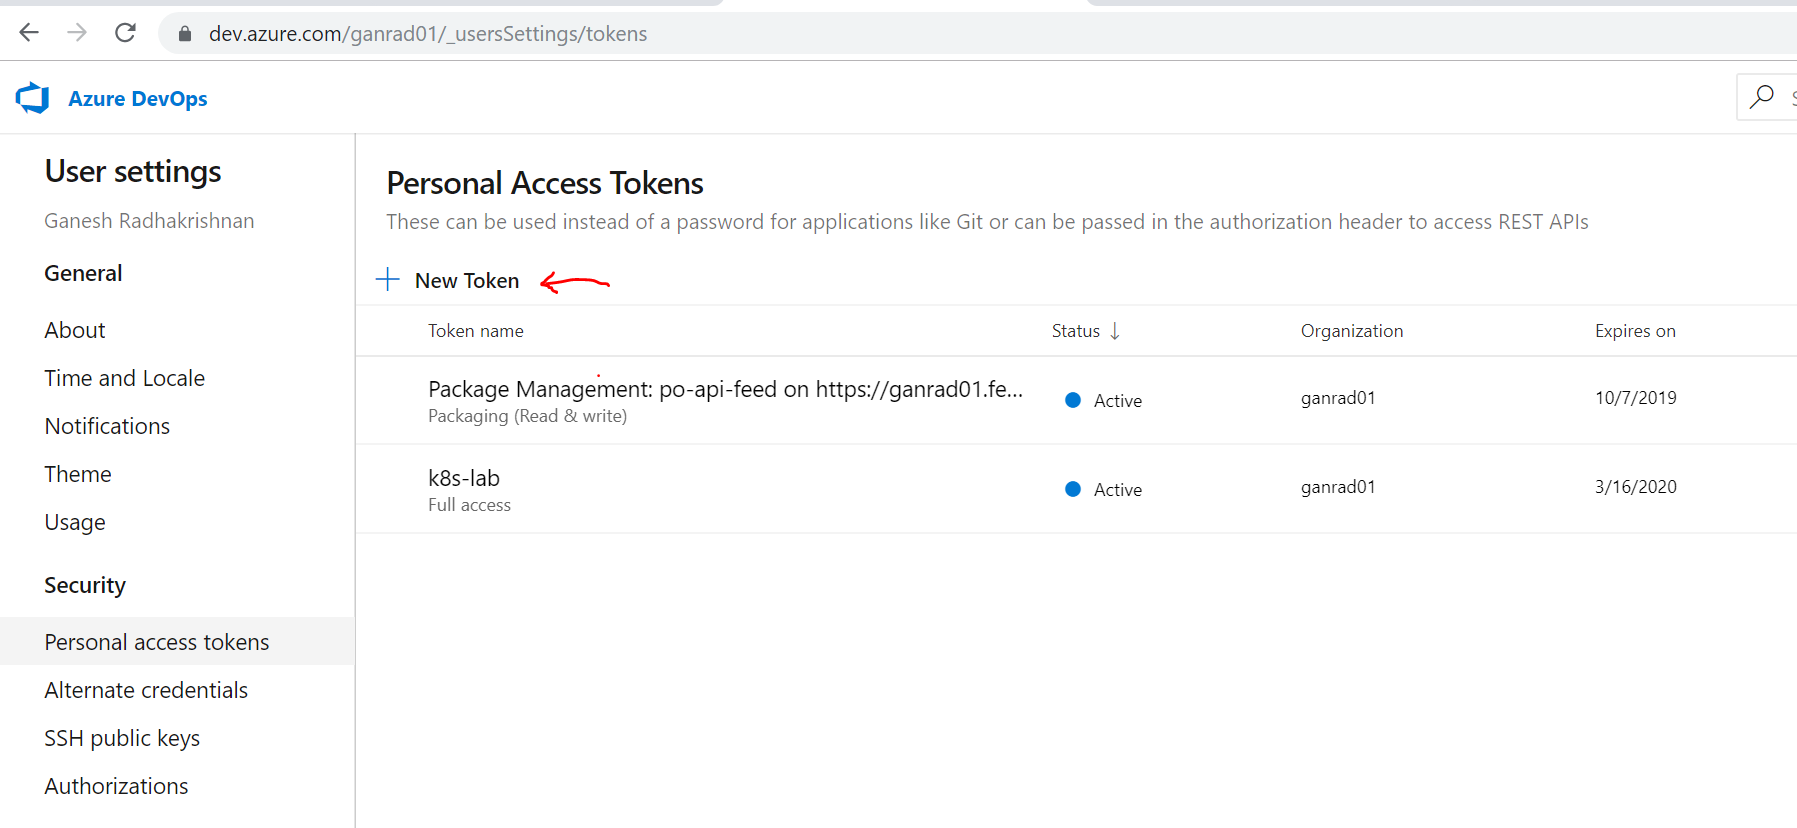 dev.azure.com/ganrad01/_usersSettings/tokens
Azure DevOps
User settings
Ganesh Radhakrishnan
General
About
Time and Locale
Notifications
Theme
Usage
Security
Personal access tokens
Alternate credentials
SSH public keys
Authorizations
Personal Access Tokens
These can be used instead of a password for applications like Git or can be passed in the authorization header to access REST APIs
New Token
Token name Status ↓ Organization Expires on
Package Management: po-api-feed on https://ganrad01.fe... Active ganrad01 10/7/2019
Packaging (Read & write)
k8s-lab Active ganrad01 3/16/2020
Full access